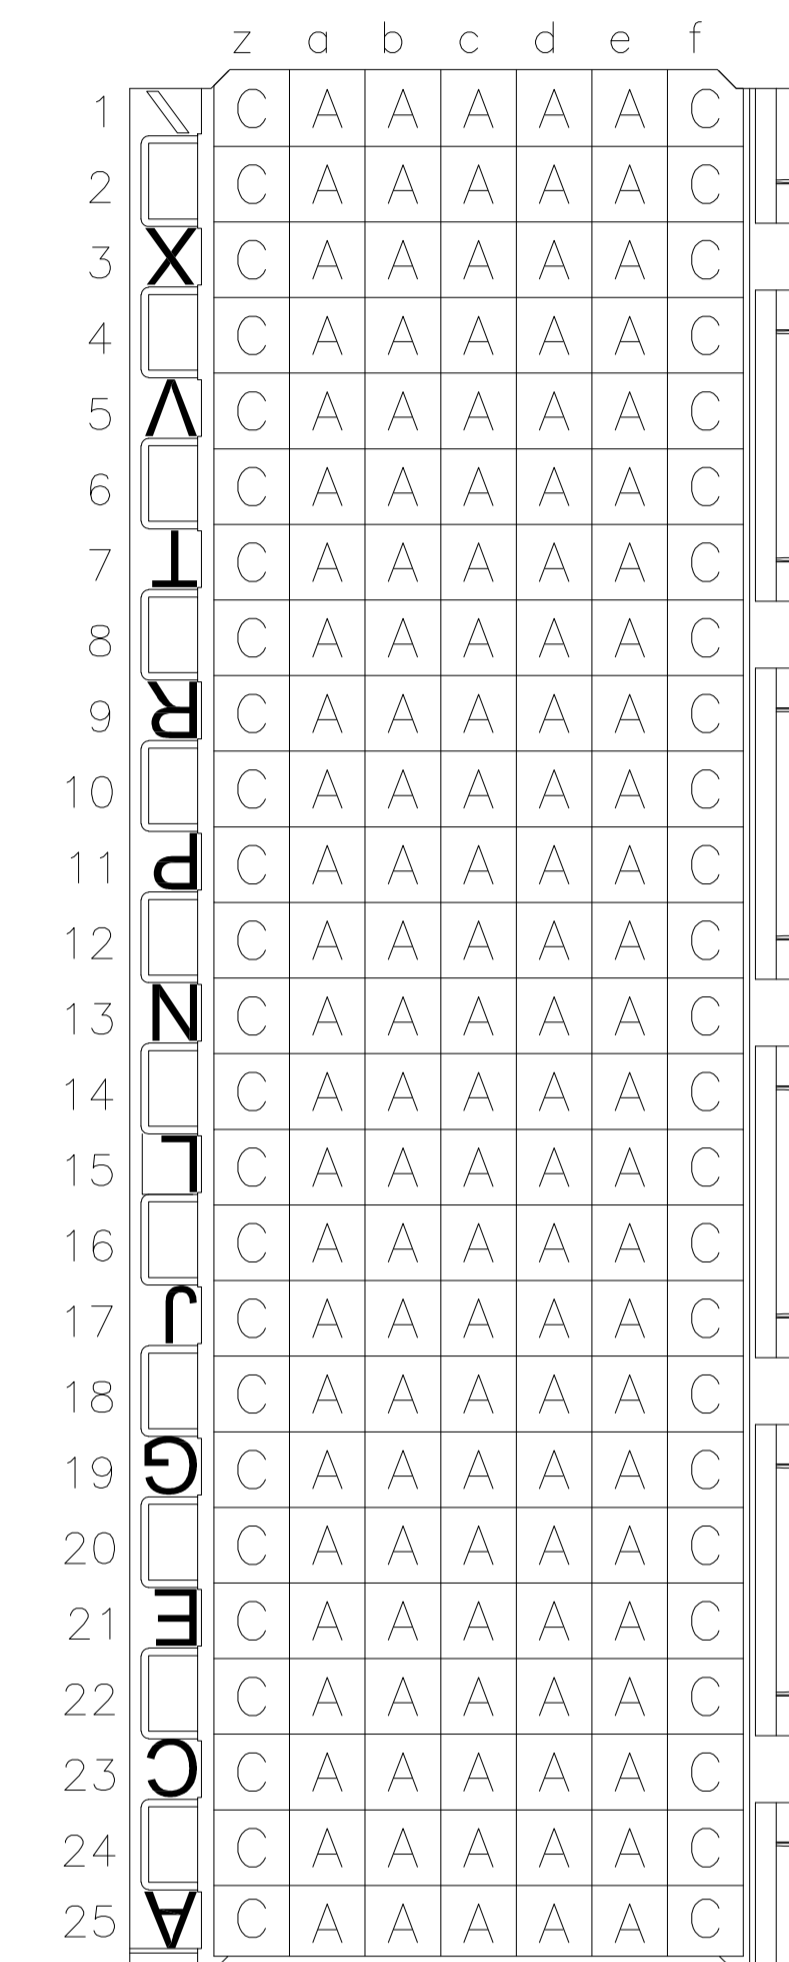 z a b c d e f
1 C A A A A A C
2 C A A A A A C
3 X C A A A A A C
4 C A A A A A C
5 V C A A A A A C
6 C A A A A A C
7 T C A A A A A C
8 C A A A A A C
9 R C A A A A A C
10 C A A A A A C
11 P C A A A A A C
12 C A A A A A C
13 N C A A A A A C
14 C A A A A A C
15 L C A A A A A C
16 C A A A A A C
17 J C A A A A A C
18 C A A A A A C
19 G C A A A A A C
20 C A A A A A C
21 E C A A A A A C
22 C A A A A A C
23 C C A A A A A C
24 C A A A A A C
25 A C A A A A A C